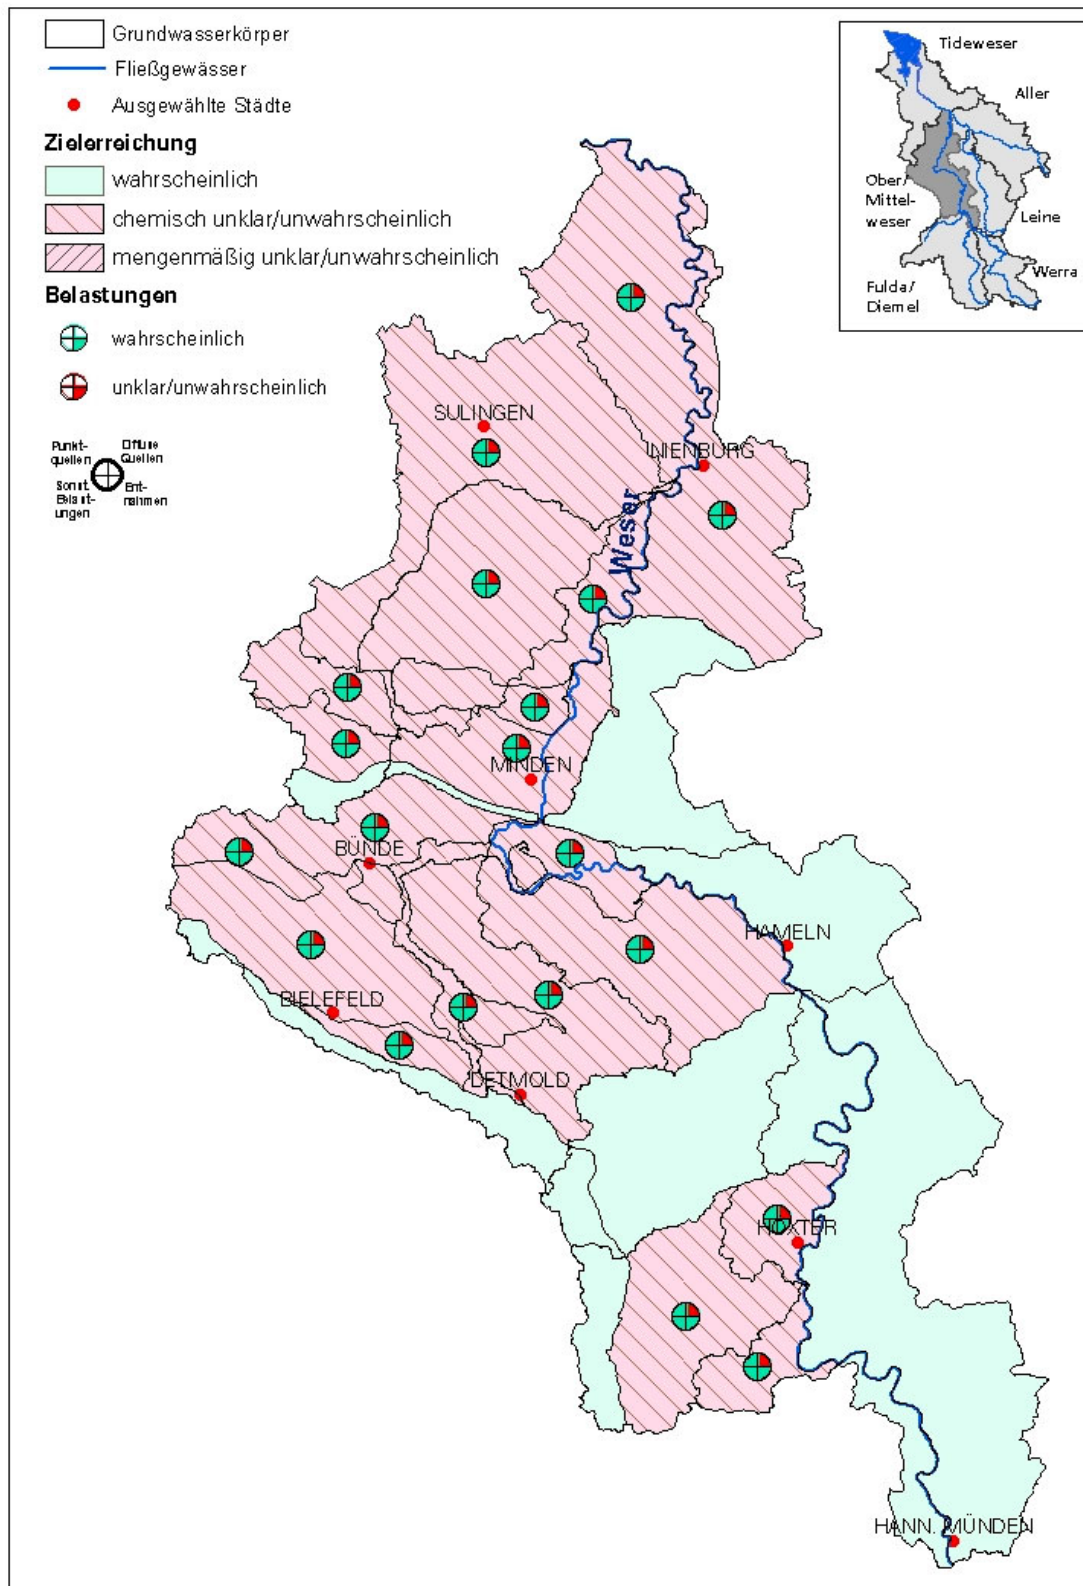 Grundwasserkörper
Fließgewässer
Ausgewählte Städte
Zielerreichung
wahrscheinlich
chemisch unklar/unwahrscheinlich
mengenmäßig unklar/unwahrscheinlich
Belastungen
wahrscheinlich
unklar/unwahrscheinlich
Punkt-
quellen
Diffuse
Quellen
Sonst.
Belast-
ungen
Ent-
nahmen
Tideweser
Aller
Ober/
Mittel-
weser
Leine
Werra
Fulda/
Diemel
SULINGEN
NIENBURG
Weser
MINDEN
BÜNDE
HAMELN
BIELEFELD
DETMOLD
HÖXTER
HANN. MÜNDEN